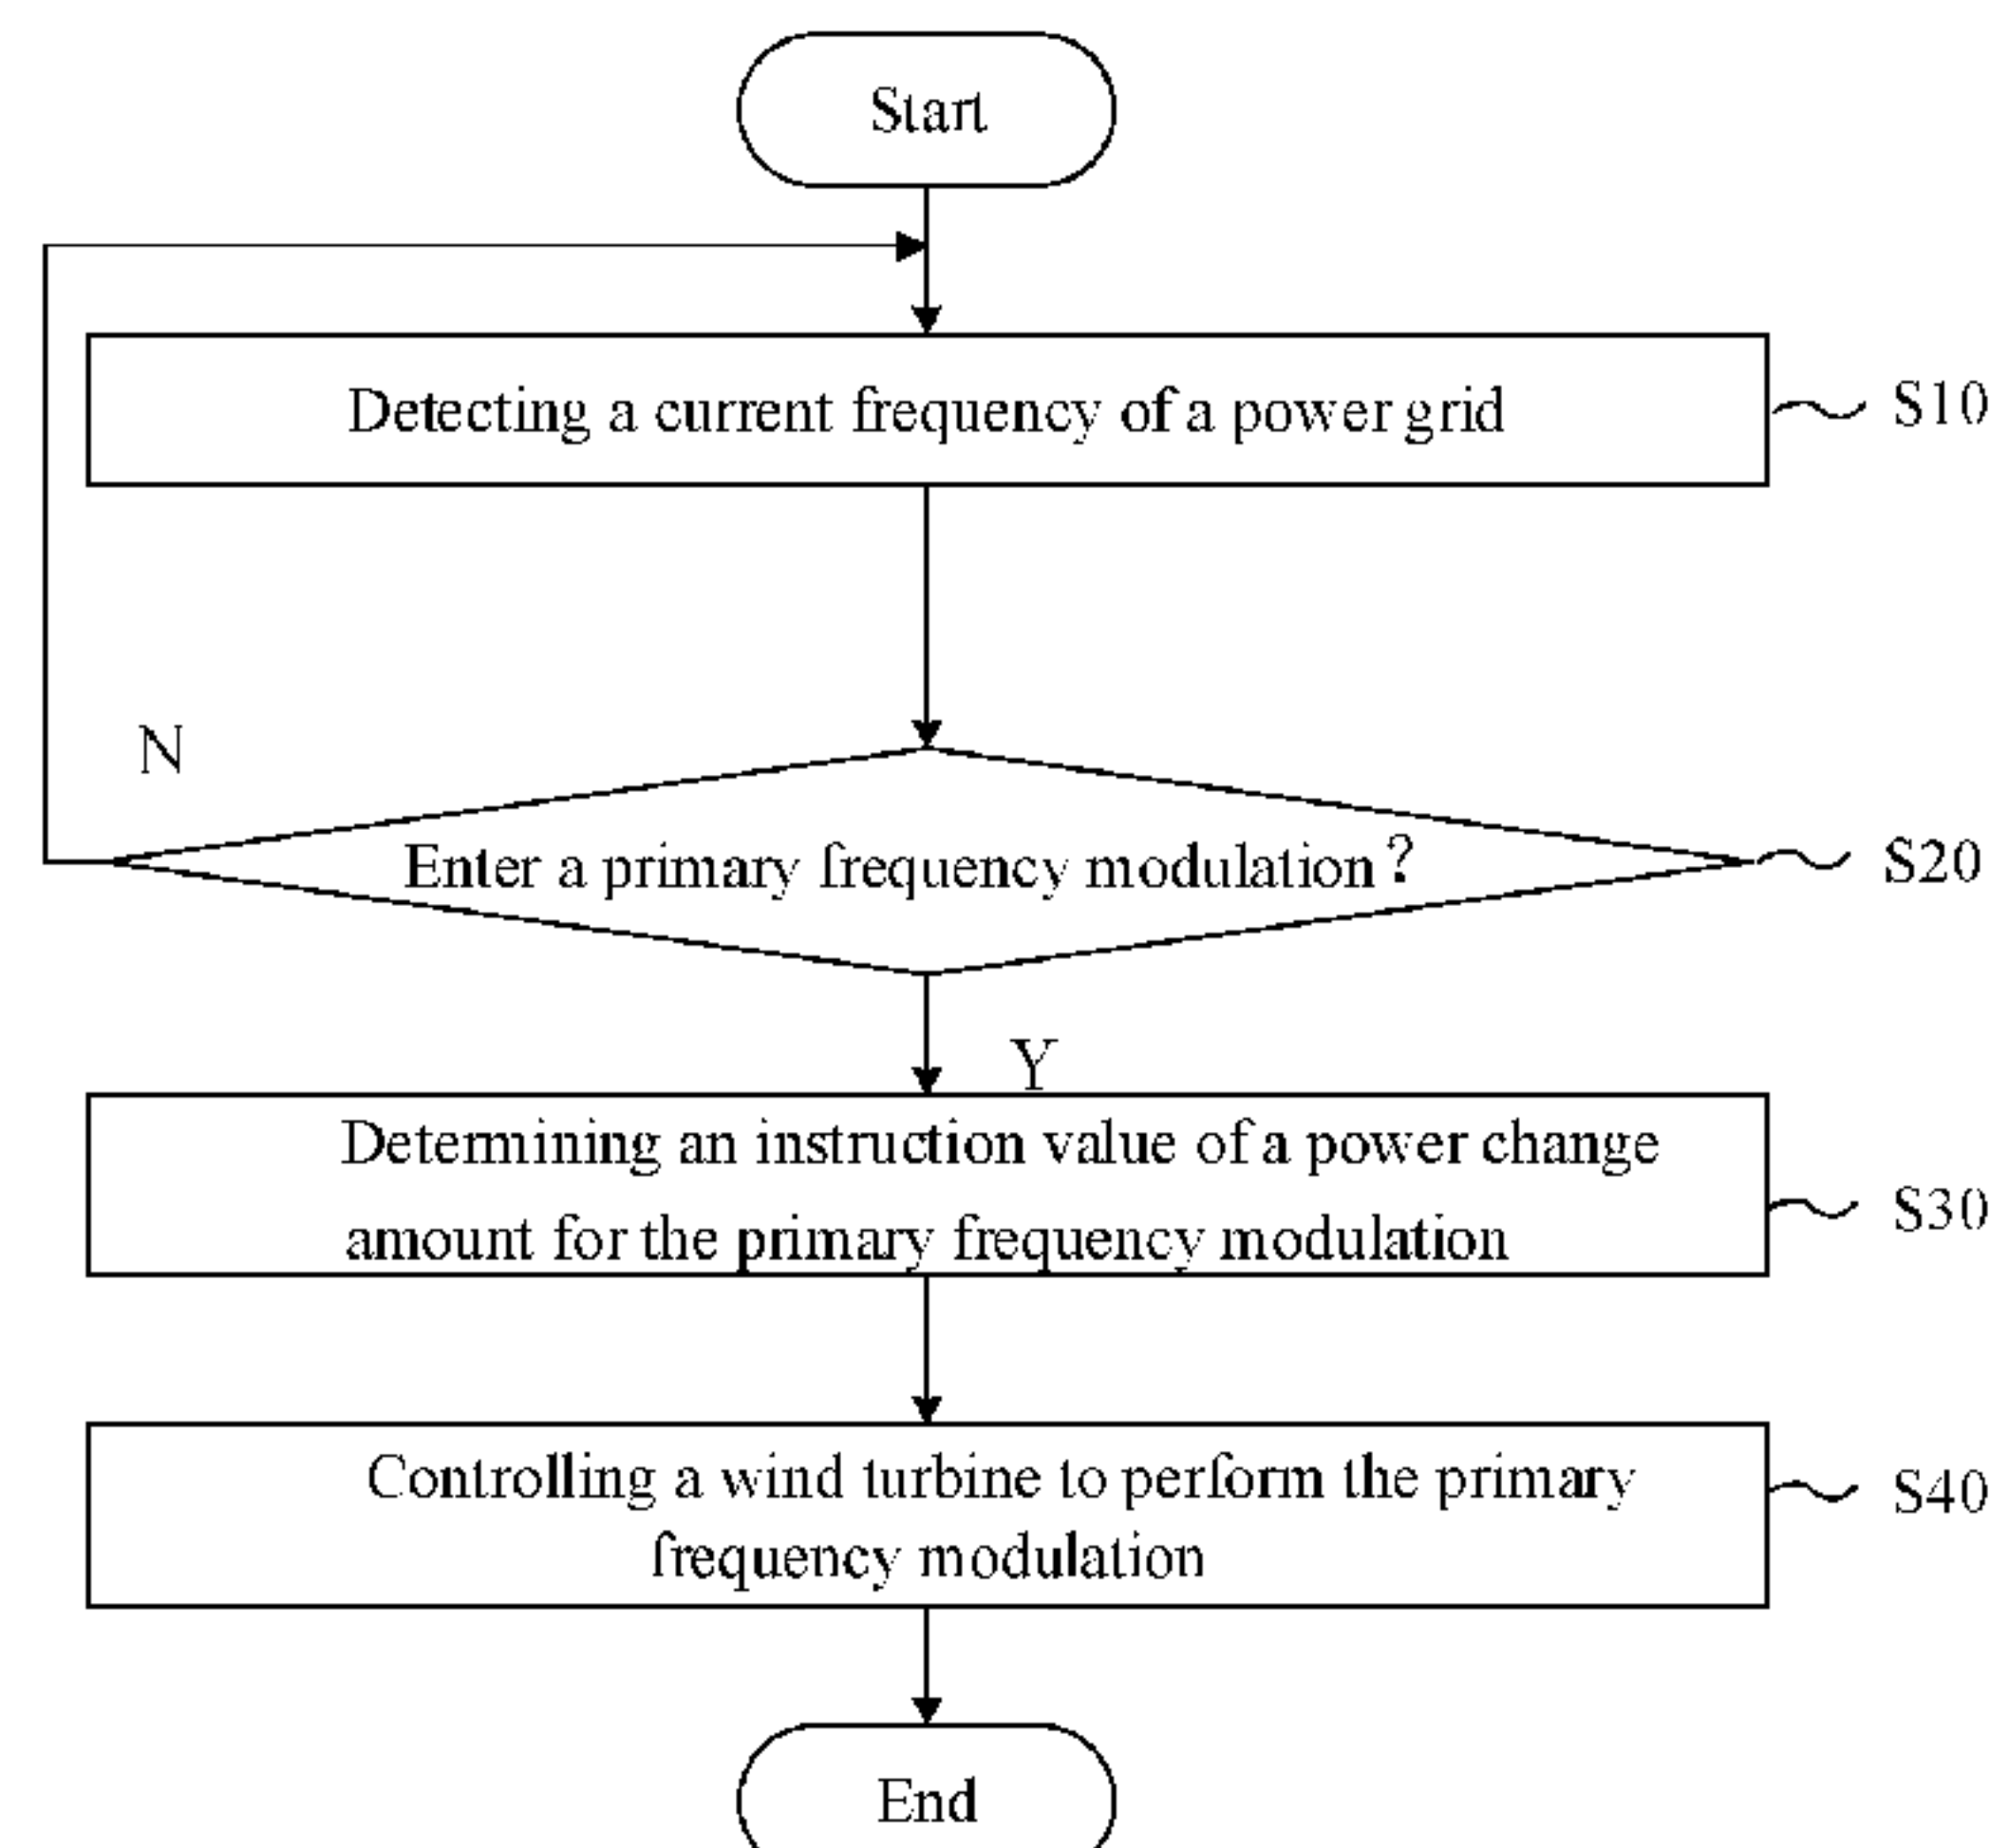 Start
Detecting a current frequency of a power grid
S10
N
Enter a primary frequency modulation?
S20
Y
Determining an instruction value of a power change
amount for the primary frequency modulation
S30
Controlling a wind turbine to perform the primary
frequency modulation
S40
End